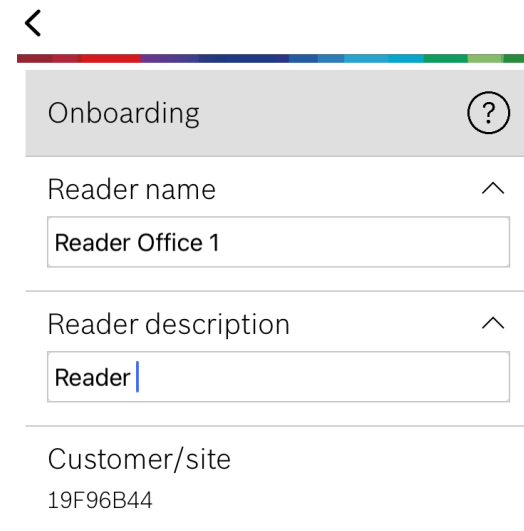 Onboarding
?
Reader name
Reader Office 1
Reader description
Reader
Customer/site
19F96B44